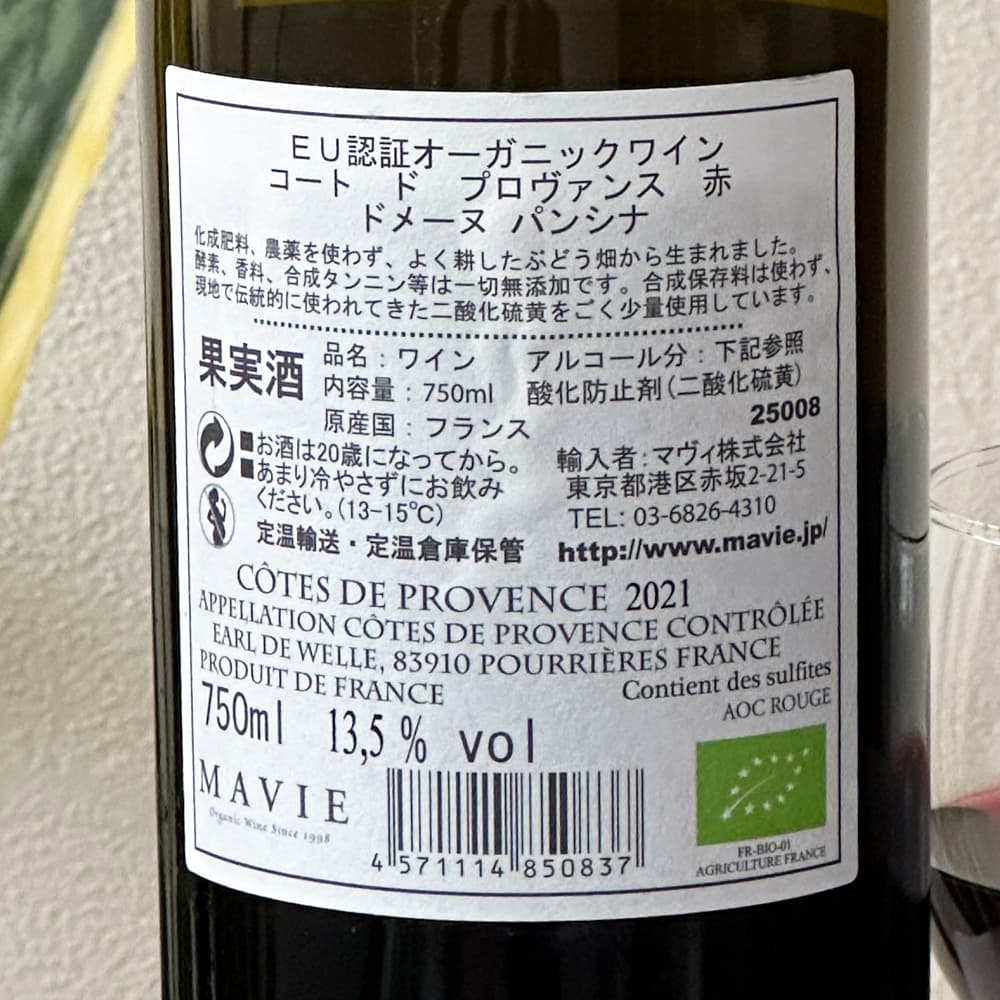 EU認証オーガニックワイン
コート　ド　プロヴァンス　赤
ドメーヌ パンシナ
化成肥料、農薬を使わず、よく耕したぶどう畑から生まれました。
酵素、香料、合成タンニン等は一切無添加です。合成保存料は使わず、
現地で伝統的に使われてきた二酸化硫黄をごく少量使用しています。
果実酒
品名：ワイン　アルコール分：下記参照
内容量：750ml　酸化防止剤（二酸化硫黄）
原産国：フランス　25008
お酒は20歳になってから。
あまり冷やさずにお飲み
ください。(13-15℃)
定温輸送・定温倉庫保管
輸入者：マヴィ株式会社
東京都港区赤坂2-21-5
TEL: 03-6826-4310
http://www.mavie.jp/
CÔTES DE PROVENCE 2021
APPELLATION CÔTES DE PROVENCE CONTRÔLÉE
EARL DE WELLE, 83910 POURRIÈRES FRANCE
PRODUIT DE FRANCE
Contient des sulfites
AOC ROUGE
750ml 13,5 % vol
MAVIE
Organic Wine Since 1998
4 571114 850837
FR-BIO-01
AGRICULTURE FRANCE